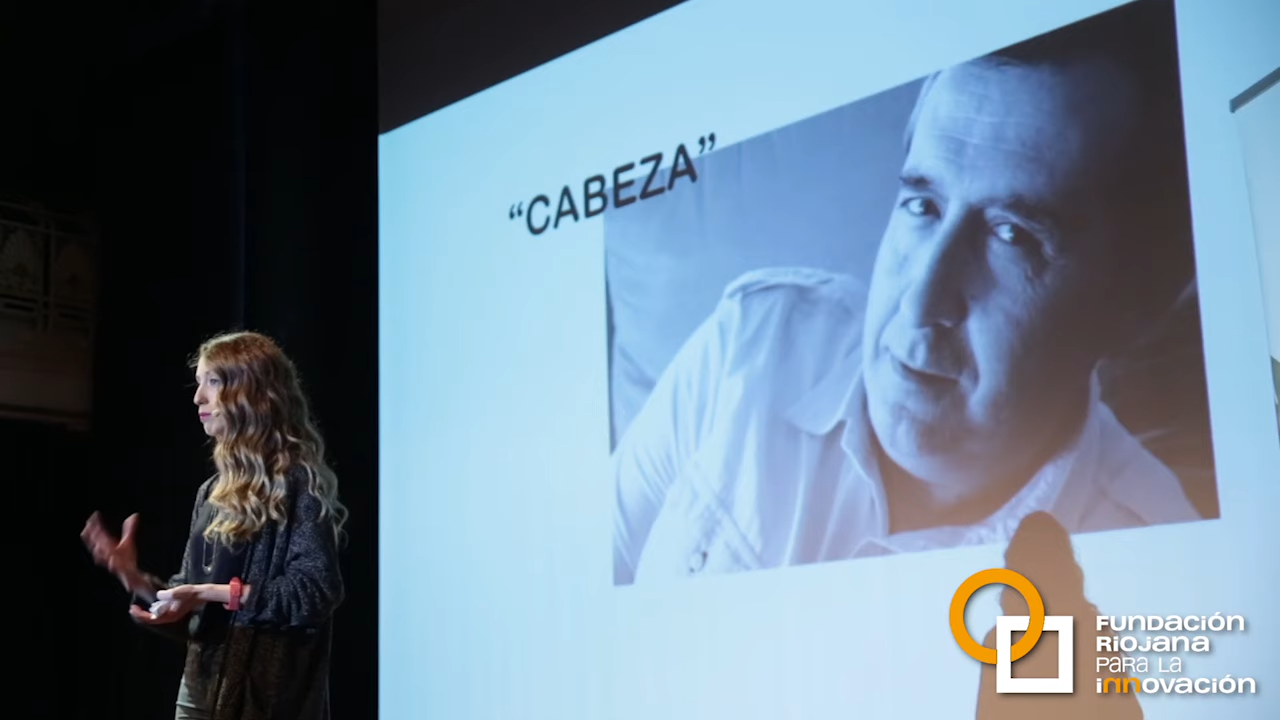 “CABEZA”
FUNDACIÓN
RIOJANA
PARA LA
iNNOVACIÓN